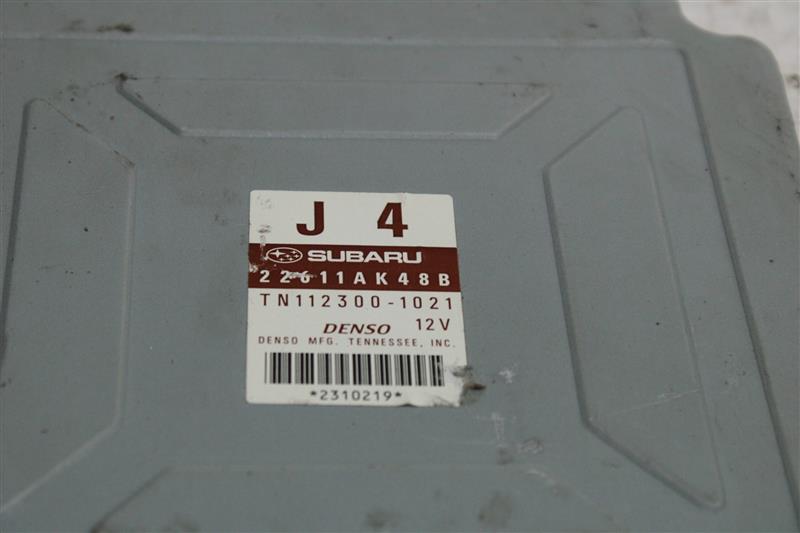 J 4
SUBARU
22611AK48B
TN112300-1021
DENSO 12V
DENSO MFG. TENNESSEE, INC.
*2310219*